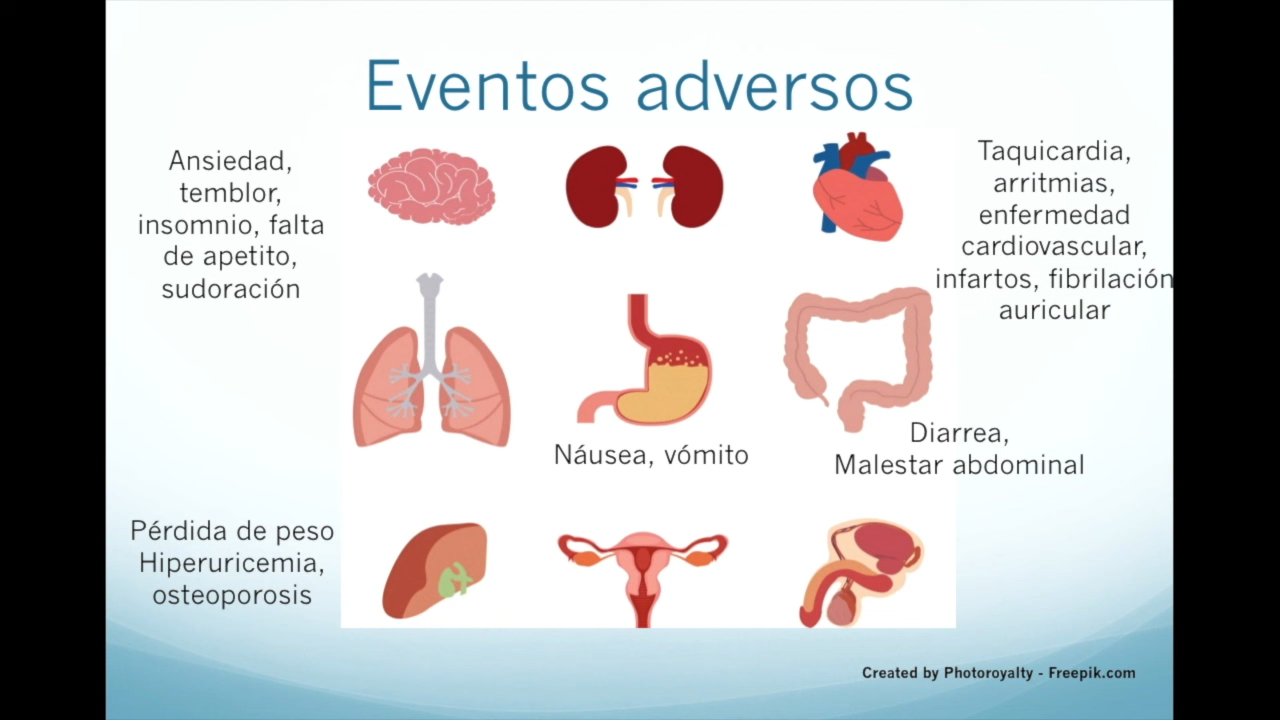 Eventos adversos
Ansiedad,
temblor,
insomnio, falta
de apetito,
sudoración
Taquicardia,
arritmias,
enfermedad
cardiovascular,
infartos, fibrilación
auricular
Náusea, vómito
Diarrea,
Malestar abdominal
Pérdida de peso
Hiperuricemia,
osteoporosis
Created by Photoroyalty - Freepik.com